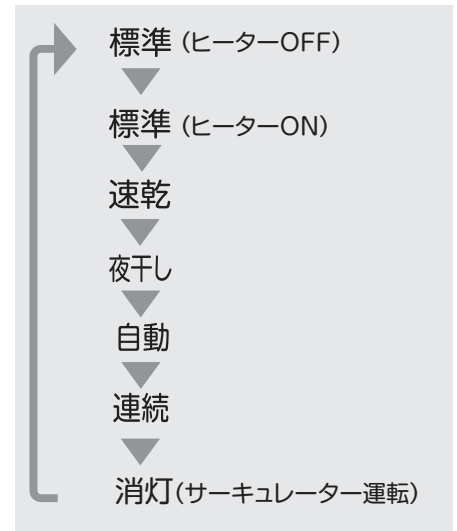 標準 (ヒーターOFF)
標準 (ヒーターON)
速乾
夜干し
自動
連続
消灯(サーキュレーター運転)